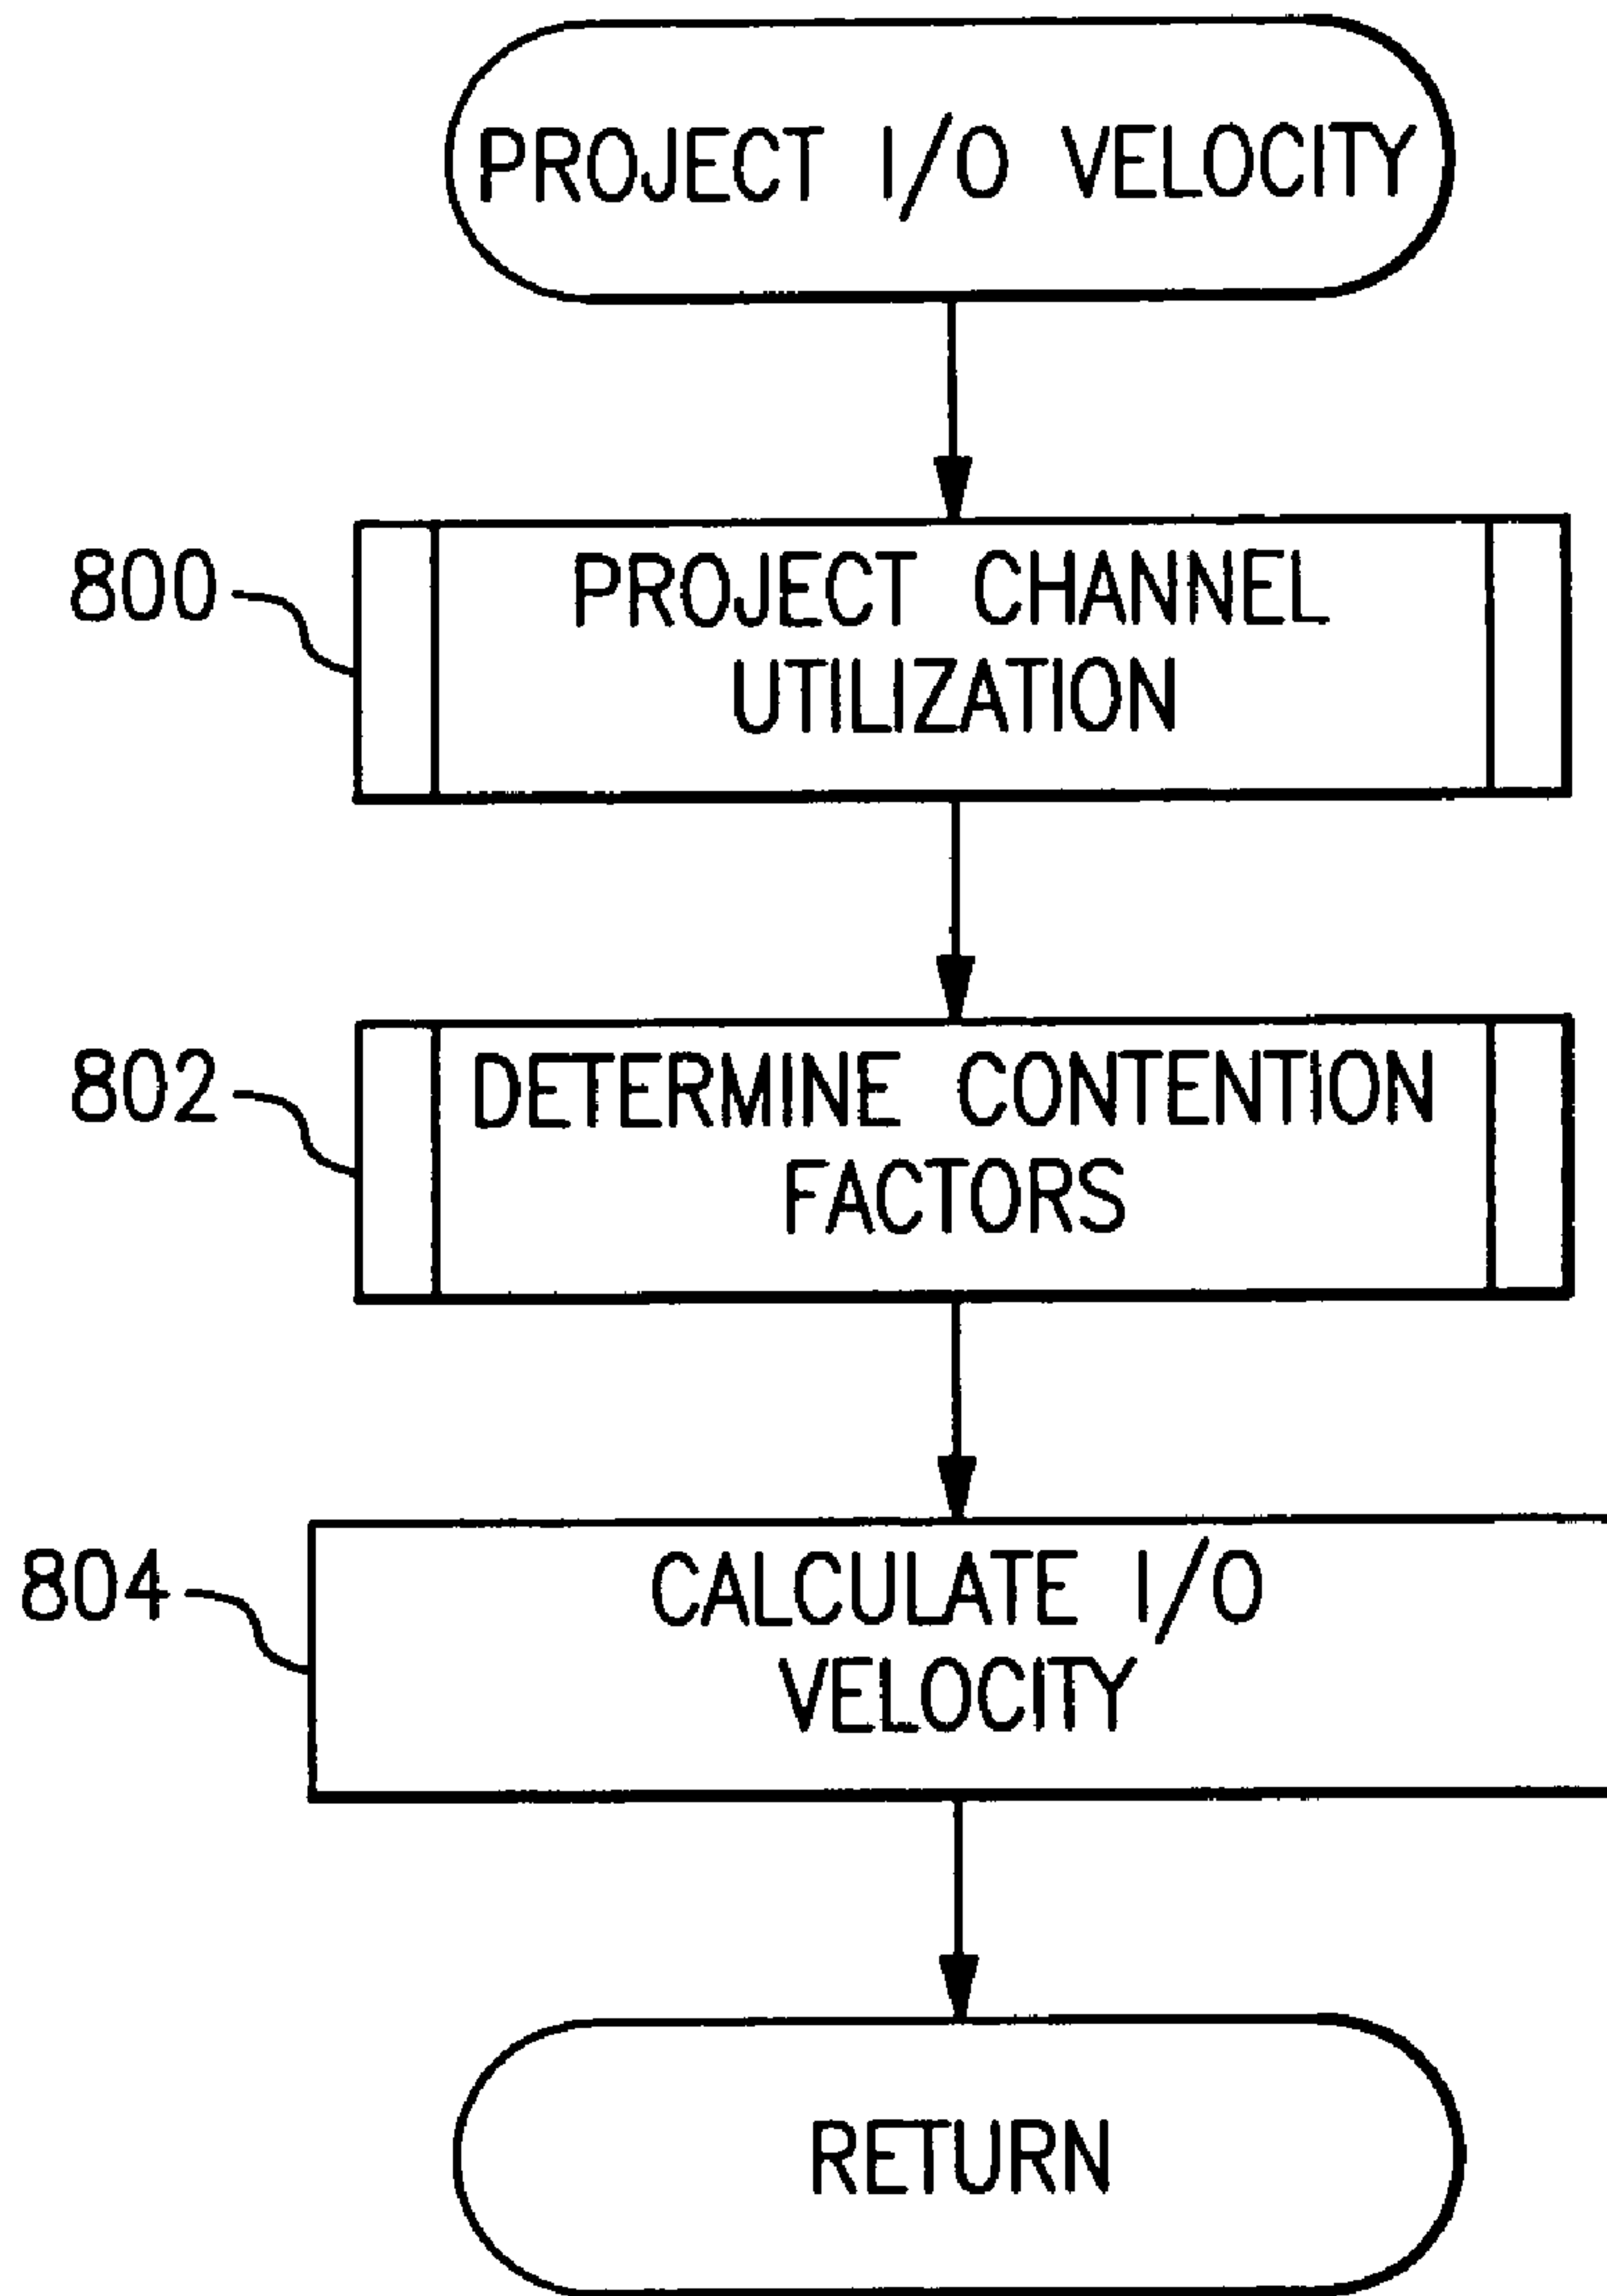 PROJECT I/O VELOCITY
800
PROJECT CHANNEL
UTILIZATION
802
DETERMINE CONTENTION
FACTORS
804
CALCULATE I/O
VELOCITY
RETURN